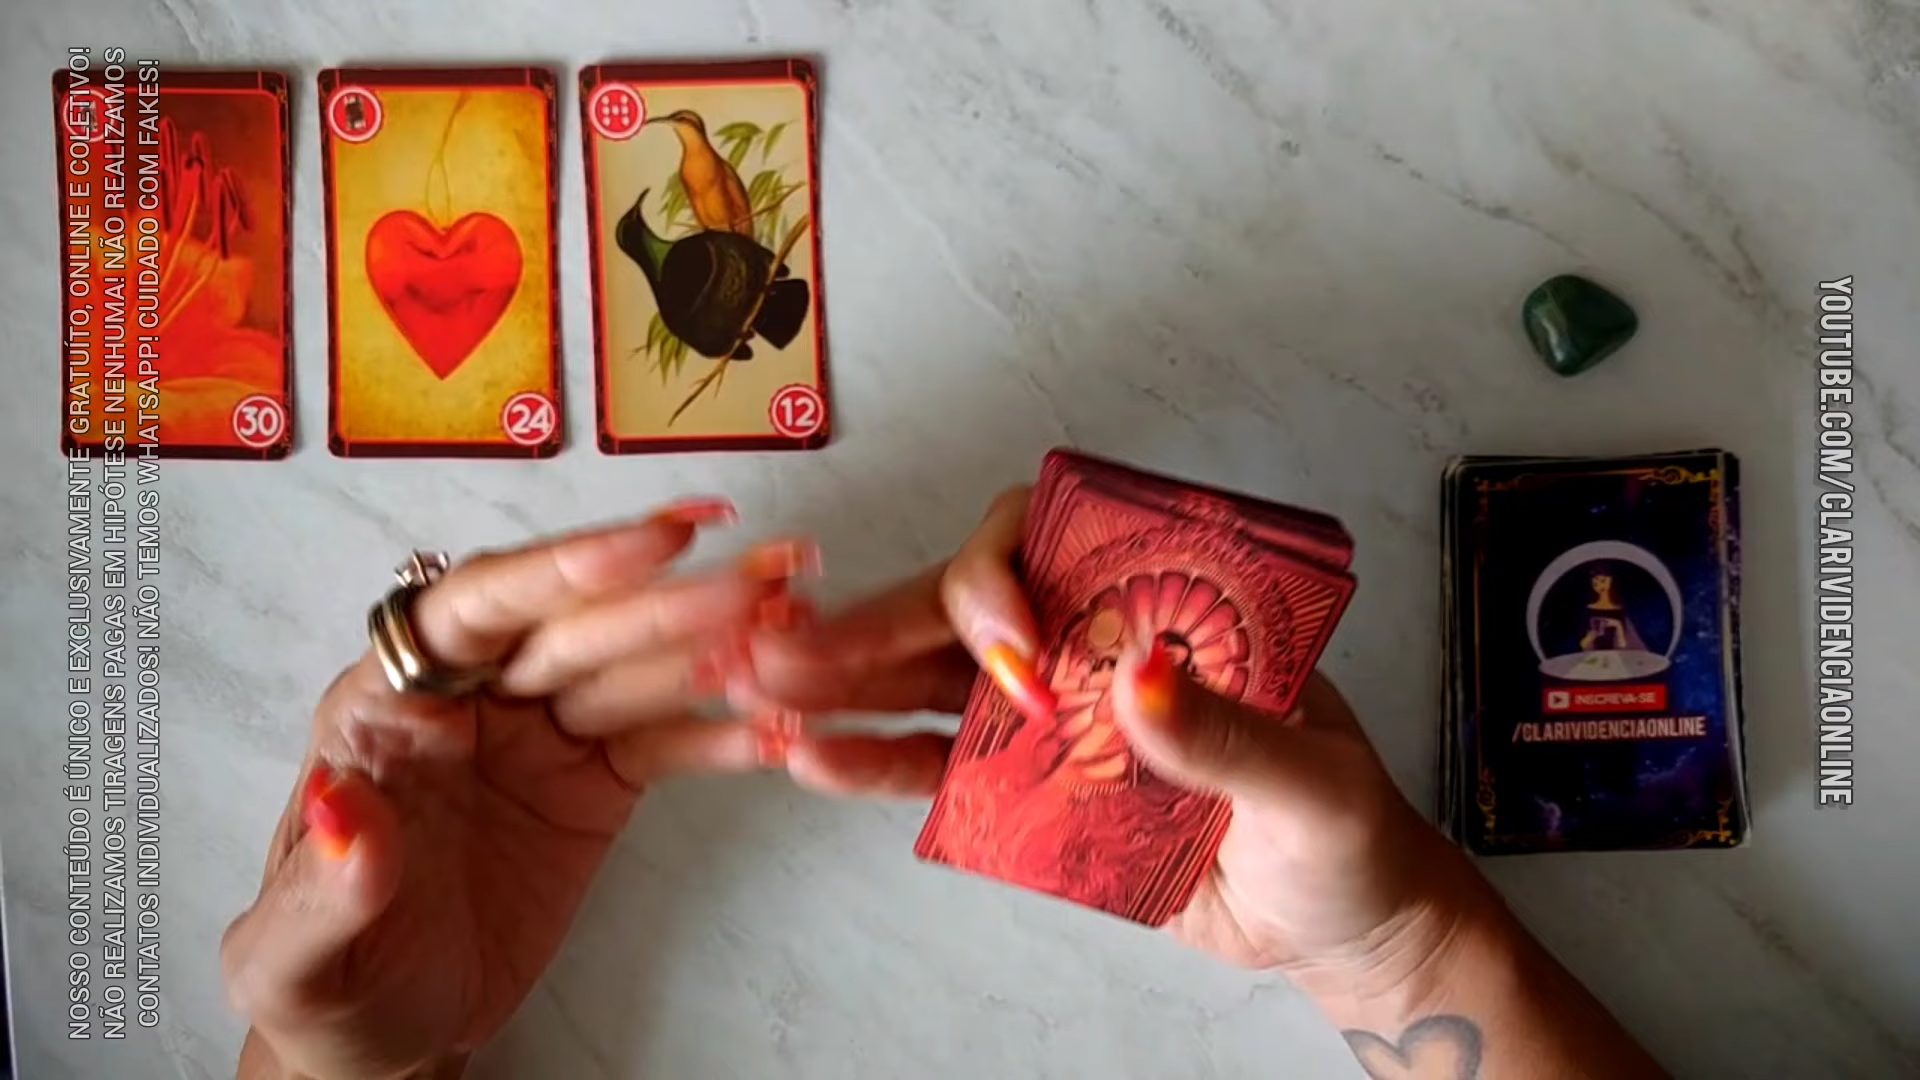 NOSSO CONTEÚDO É ÚNICO E EXCLUSIVAMENTE GRATUÍTO, ONLINE E COLETIVO!
NÃO REALIZAMOS TIRAGENS PAGAS EM HIPÓTESE NENHUMA! NÃO REALIZAMOS
CONTATOS INDIVIDUALIZADOS! NÃO TEMOS WHATSAPP! CUIDADO COM FAKES!
30
24
12
INSCREVA-SE
/CLARIVIDENCIAONLINE
YOUTUBE.COM/CLARIVIDENCIAONLINE